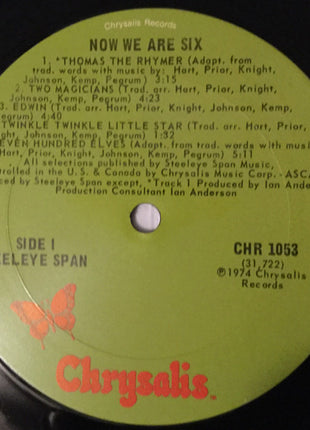 Chrysalis Records
NOW WE ARE SIX
1. *THOMAS THE RHYMER (Adapt. from
trad. words with music by: Hart, Prior, Knight,
Johnson, Kemp, Pegrum) 3:15
2. TWO MAGICIANS (Trad. arr. Hart, Prior, Knight,
Johnson, Kemp, Pegrum) 4:23
3. EDWIN (Trad. arr. Hart, Prior, Knight, Johnson, Kemp,
Pegrum) 4:40
TWINKLE TWINKLE LITTLE STAR (Trad. arr. Hart,
Knight, Johnson, Kemp, Pegrum) 1:32
EVEN HUNDRED ELVES (Adapt. from trad. words with music
Hart, Prior, Knight, Johnson, Kemp, Pegrum) 5:11
All selections published by Steeleye Span Music,
trolled in the U.S. & Canada by Chrysalis Music Corp. -ASCA
ced by Steeleye Span except, *Track 1 Produced by Ian Anderson
Production Consultant Ian Anderson
SIDE I
EELEYE SPAN
CHR 1053
(31,722)
℗1974 Chrysalis
Records
Chrysalis
TM